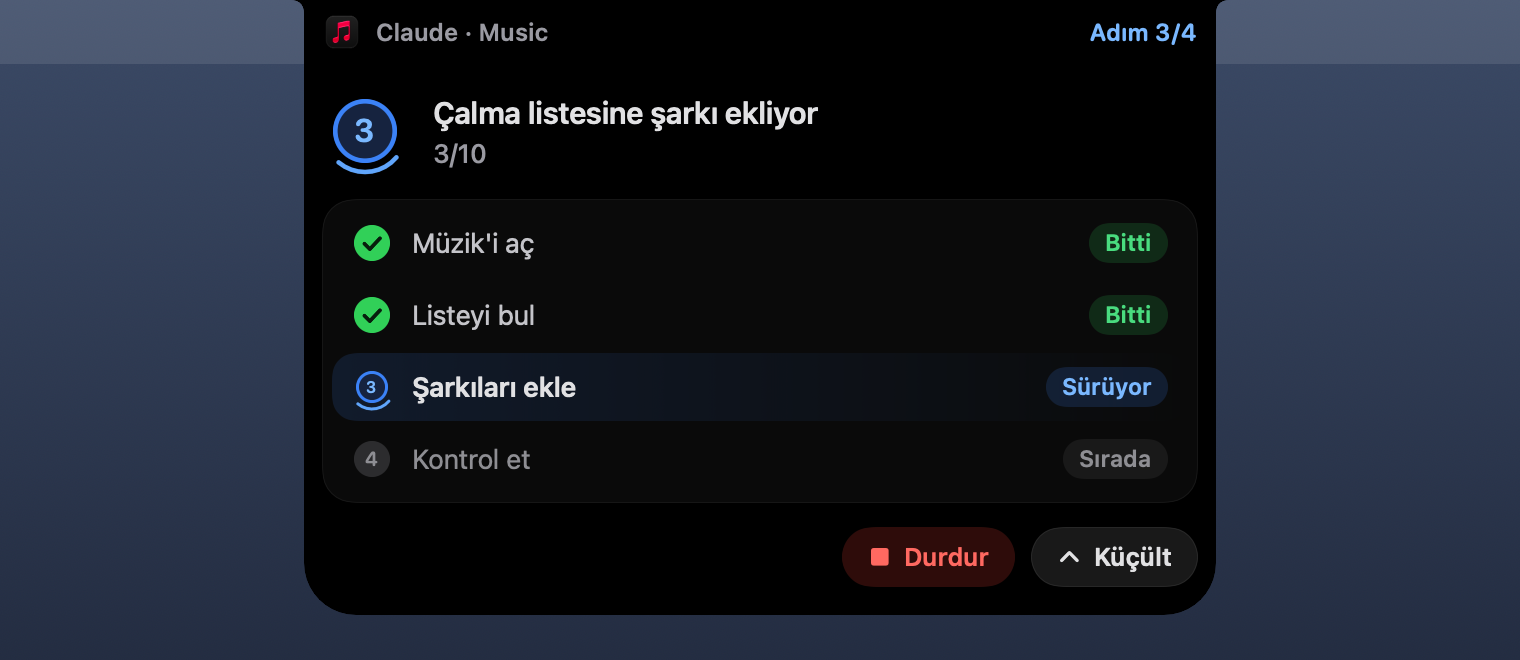 Claude · Music
Adım 3/4
3
Çalma listesine şarkı ekliyor
3/10
Müzik'i aç
Bitti
Listeyi bul
Bitti
3
Şarkıları ekle
Sürüyor
4
Kontrol et
Sırada
Durdur
Küçült